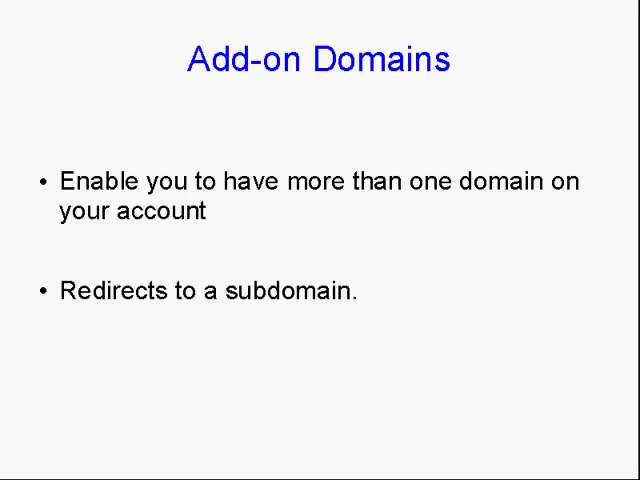 Add-on Domains
• Enable you to have more than one domain on
your account
• Redirects to a subdomain.